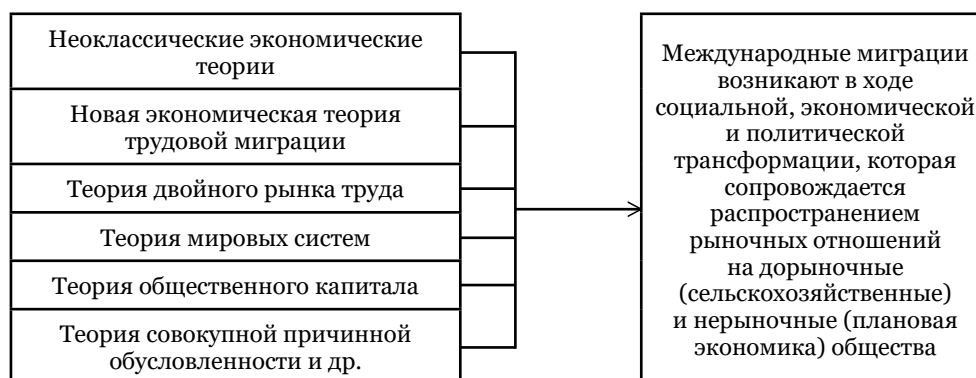 Неоклассические экономические
теории
Новая экономическая теория
трудовой миграции
Теория двойного рынка труда
Теория мировых систем
Теория общественного капитала
Теория совокупной причинной
обусловленности и др.
Международные миграции
возникают в ходе
социальной, экономической
и политической
трансформации, которая
сопровождается
распространением
рыночных отношений
на дорыночные
(сельскохозяйственные)
и нерыночные (плановая
экономика) общества